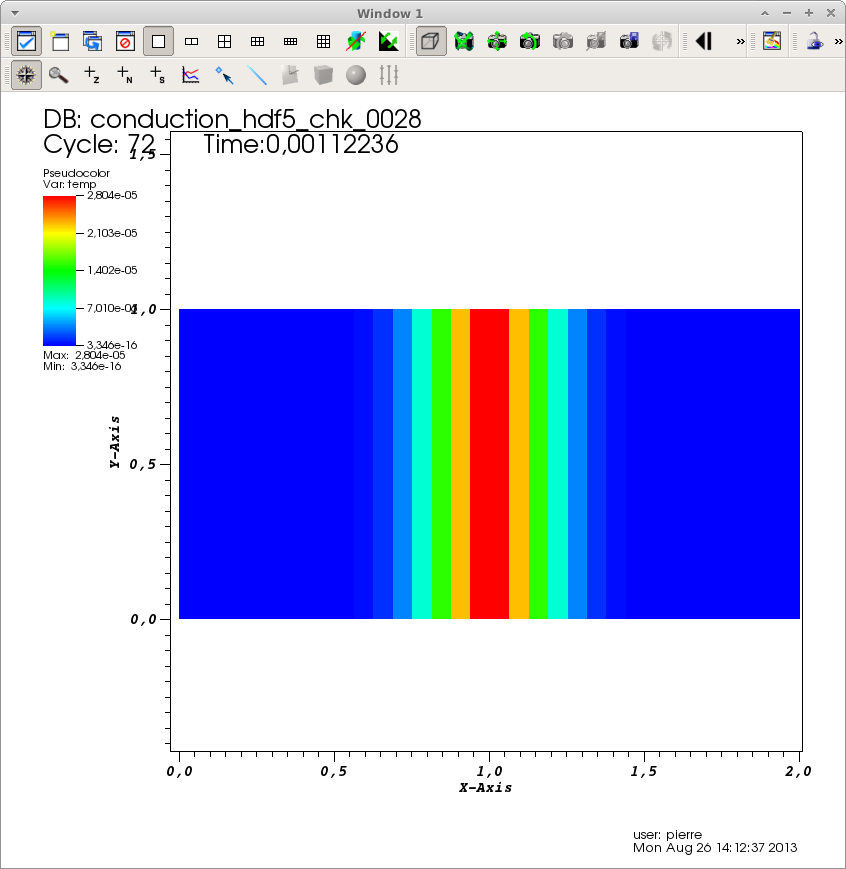 Window 1
DB: conduction_hdf5_chk_0028
Cycle: 72 Time:0,00112236
Pseudocolor
Var: temp
2,804e-05
2,103e-05
1,402e-05
7,010e-06
3,346e-16
Max: 2,804e-05
Min: 3,346e-16
1,5
1,0
0,5
0,0
Y-Axis
0,0 0,5 1,0 1,5 2,0
X-Axis
user: pierre
Mon Aug 26 14:12:37 2013
z
N
S